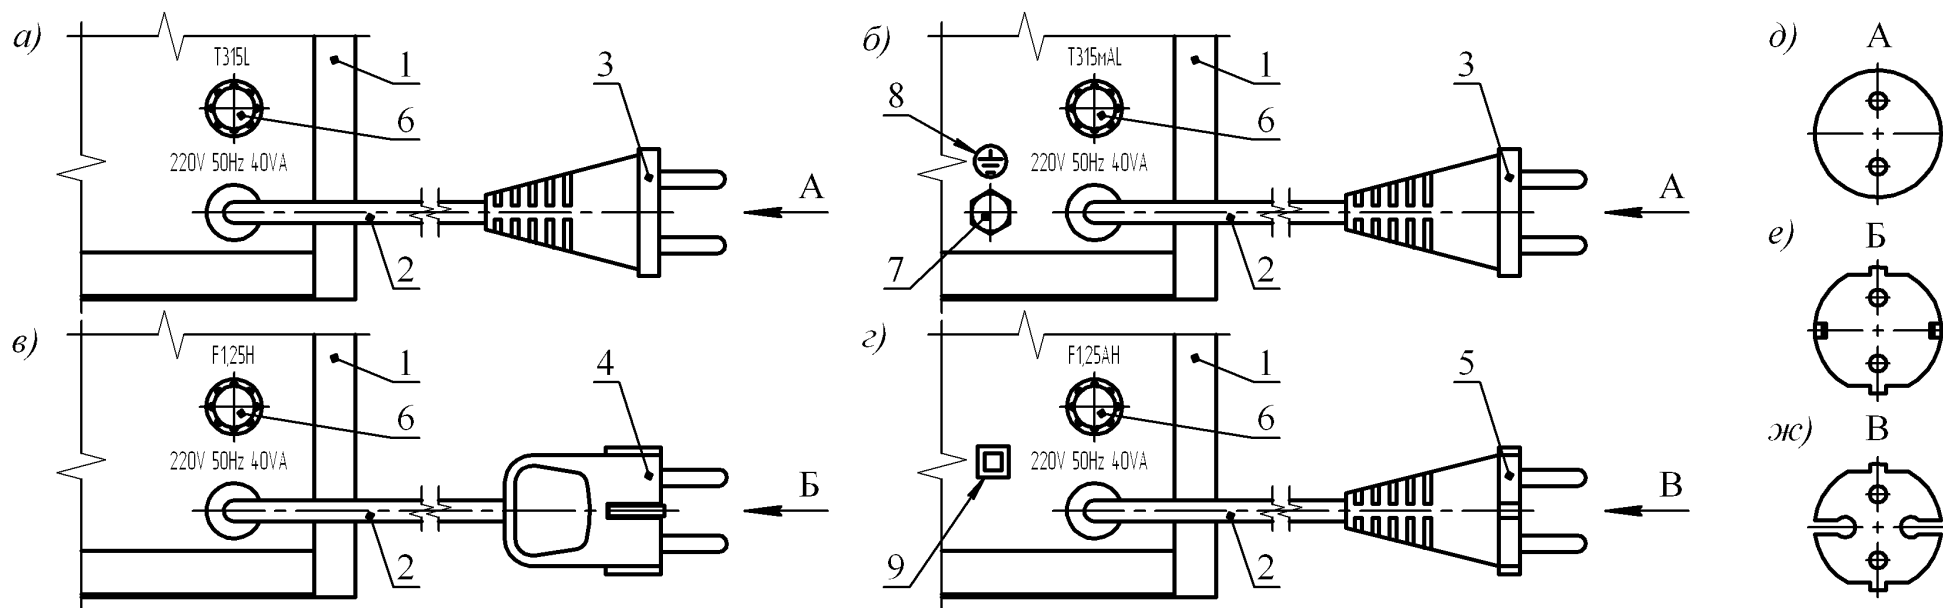 а)
T315L
1
3
6
220V 50Hz 40VA
А
2
б)
T315мAL
1
3
8
6
220V 50Hz 40VA
А
7
2
в)
F1,25H
1
4
6
220V 50Hz 40VA
Б
2
г)
F1,25AH
1
5
6
220V 50Hz 40VA
В
9
2
д)
А
е)
Б
ж)
В